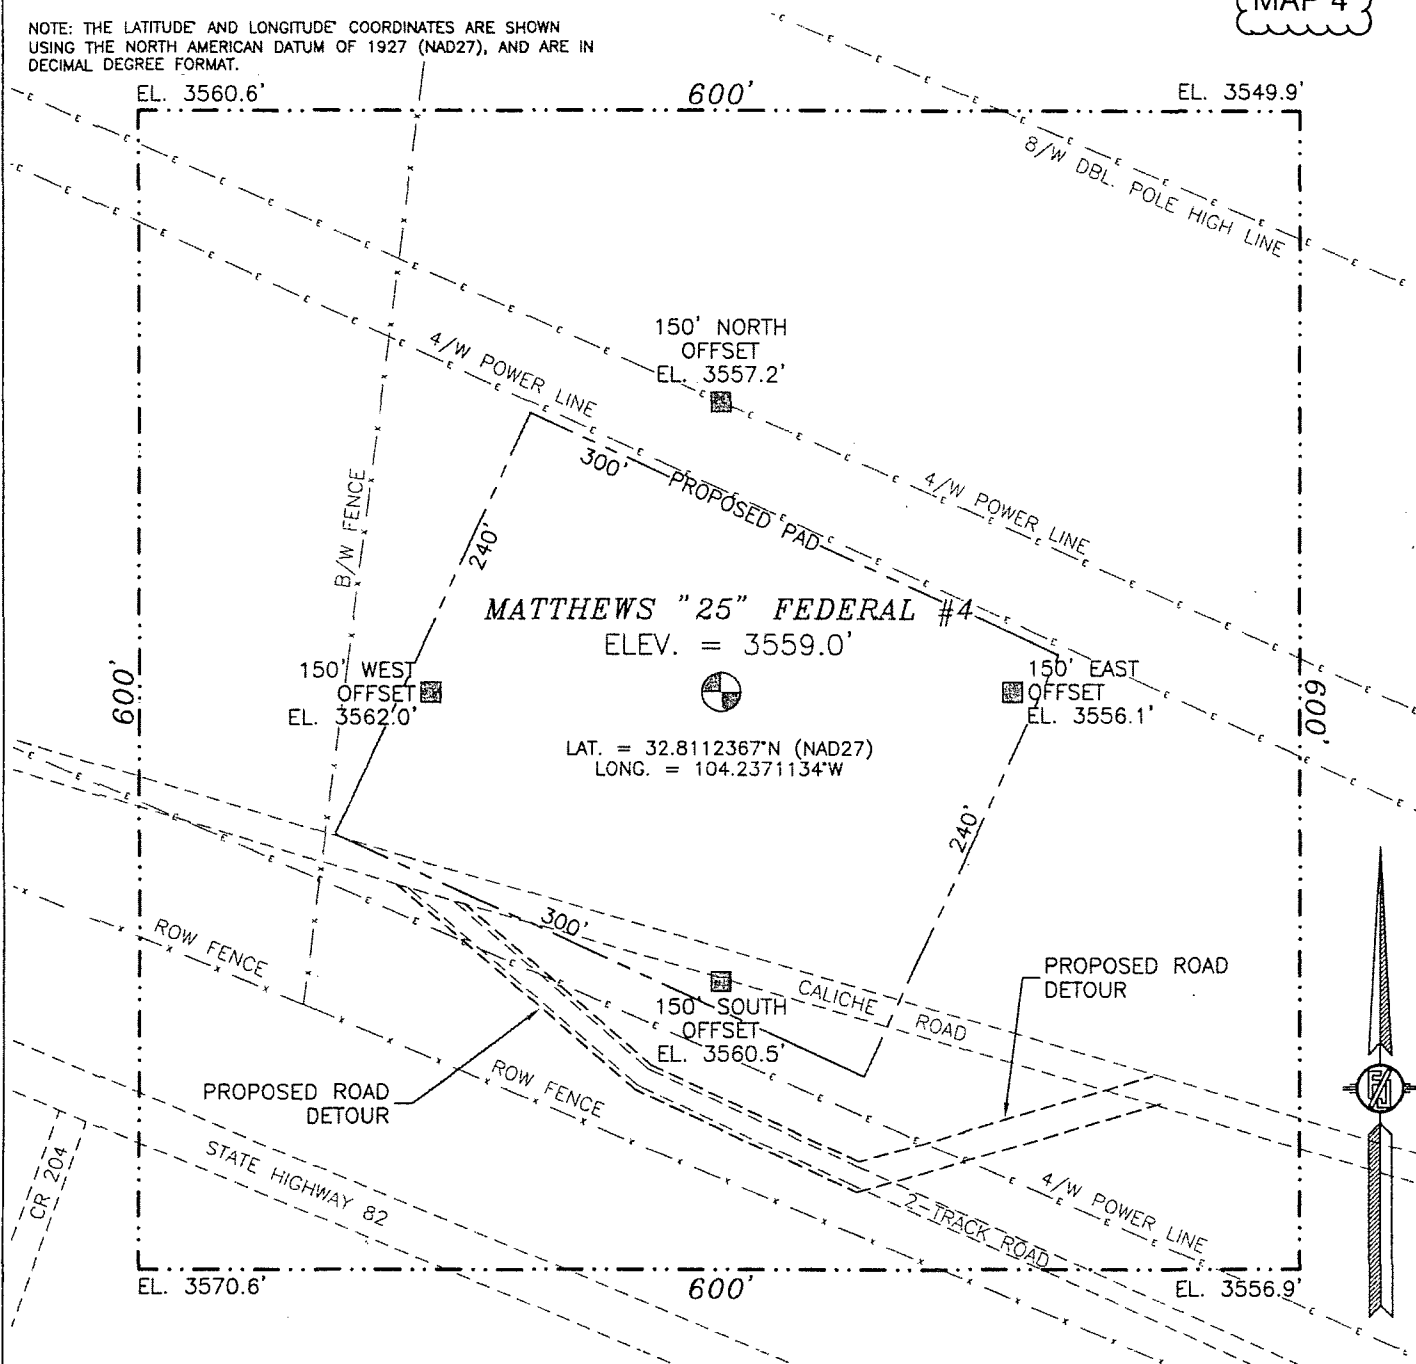 MAP 4
NOTE: THE LATITUDE AND LONGITUDE COORDINATES ARE SHOWN
USING THE NORTH AMERICAN DATUM OF 1927 (NAD27), AND ARE IN
DECIMAL DEGREE FORMAT.
EL. 3560.6'
600'
EL. 3549.9'
8/W DBL. POLE HIGH LINE
150' NORTH
OFFSET
EL. 3557.2'
4/W POWER LINE
300'
PROPOSED PAD
4/W POWER LINE
B/W FENCE
240'
MATTHEWS "25" FEDERAL #4
ELEV. = 3559.0'
600'
150' WEST
OFFSET
EL. 3562.0'
150' EAST
OFFSET
EL. 3556.1'
600'
LAT. = 32.8112367°N (NAD27)
LONG. = 104.2371134°W
240'
300'
ROW FENCE
PROPOSED ROAD
DETOUR
CALICHE ROAD
150' SOUTH
OFFSET
EL. 3560.5'
PROPOSED ROAD
DETOUR
ROW FENCE
STATE HIGHWAY 82
CR 204
4/W POWER LINE
2-TRACK ROAD
EL. 3570.6'
600'
EL. 3556.9'